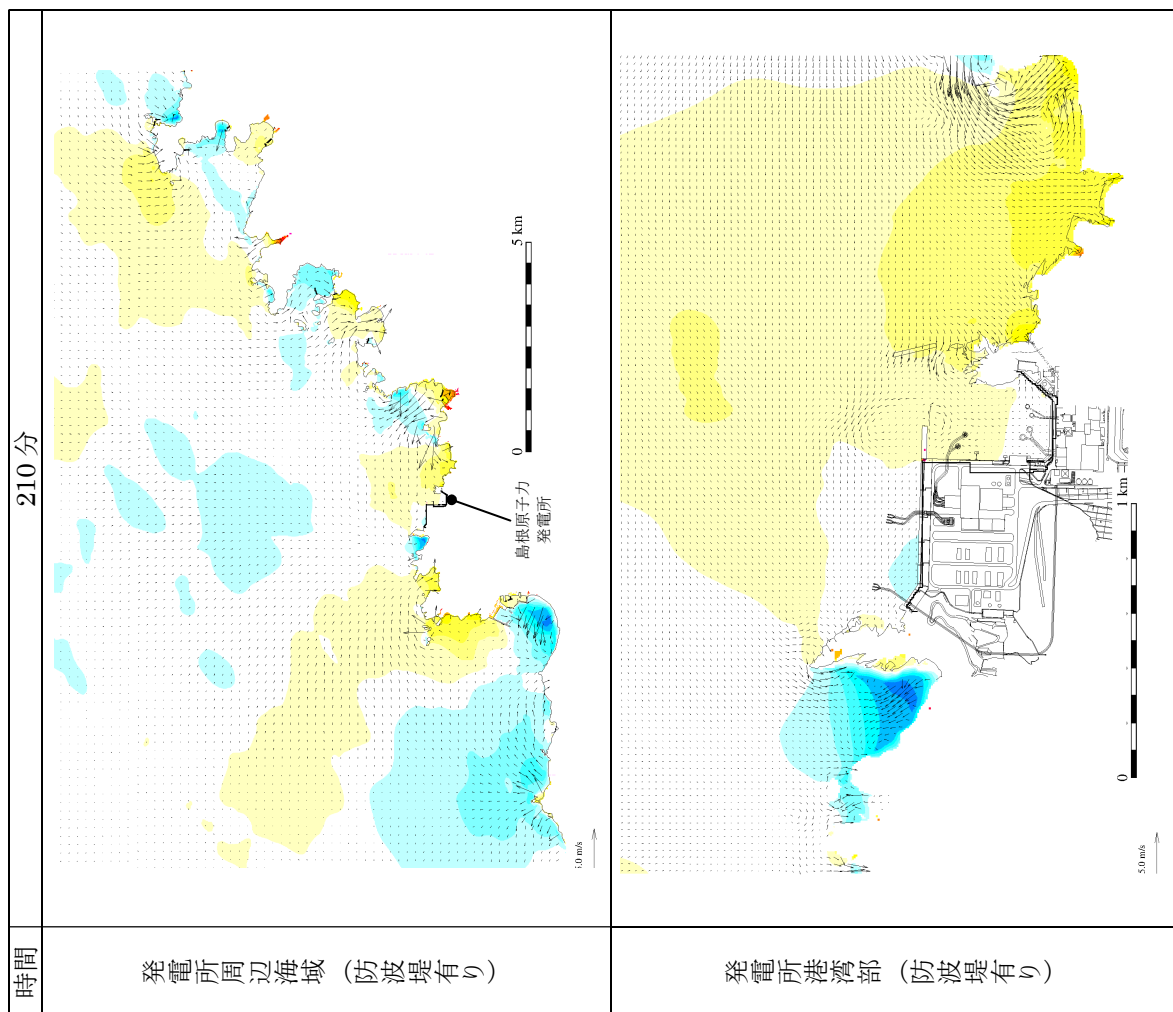 時間
210 分
発電所周辺海域 (防波堤有り)
島根原子力
発電所
0
5 km
.0 m/s
発電所港湾部 (防波堤有り)
0
1 km
5.0 m/s